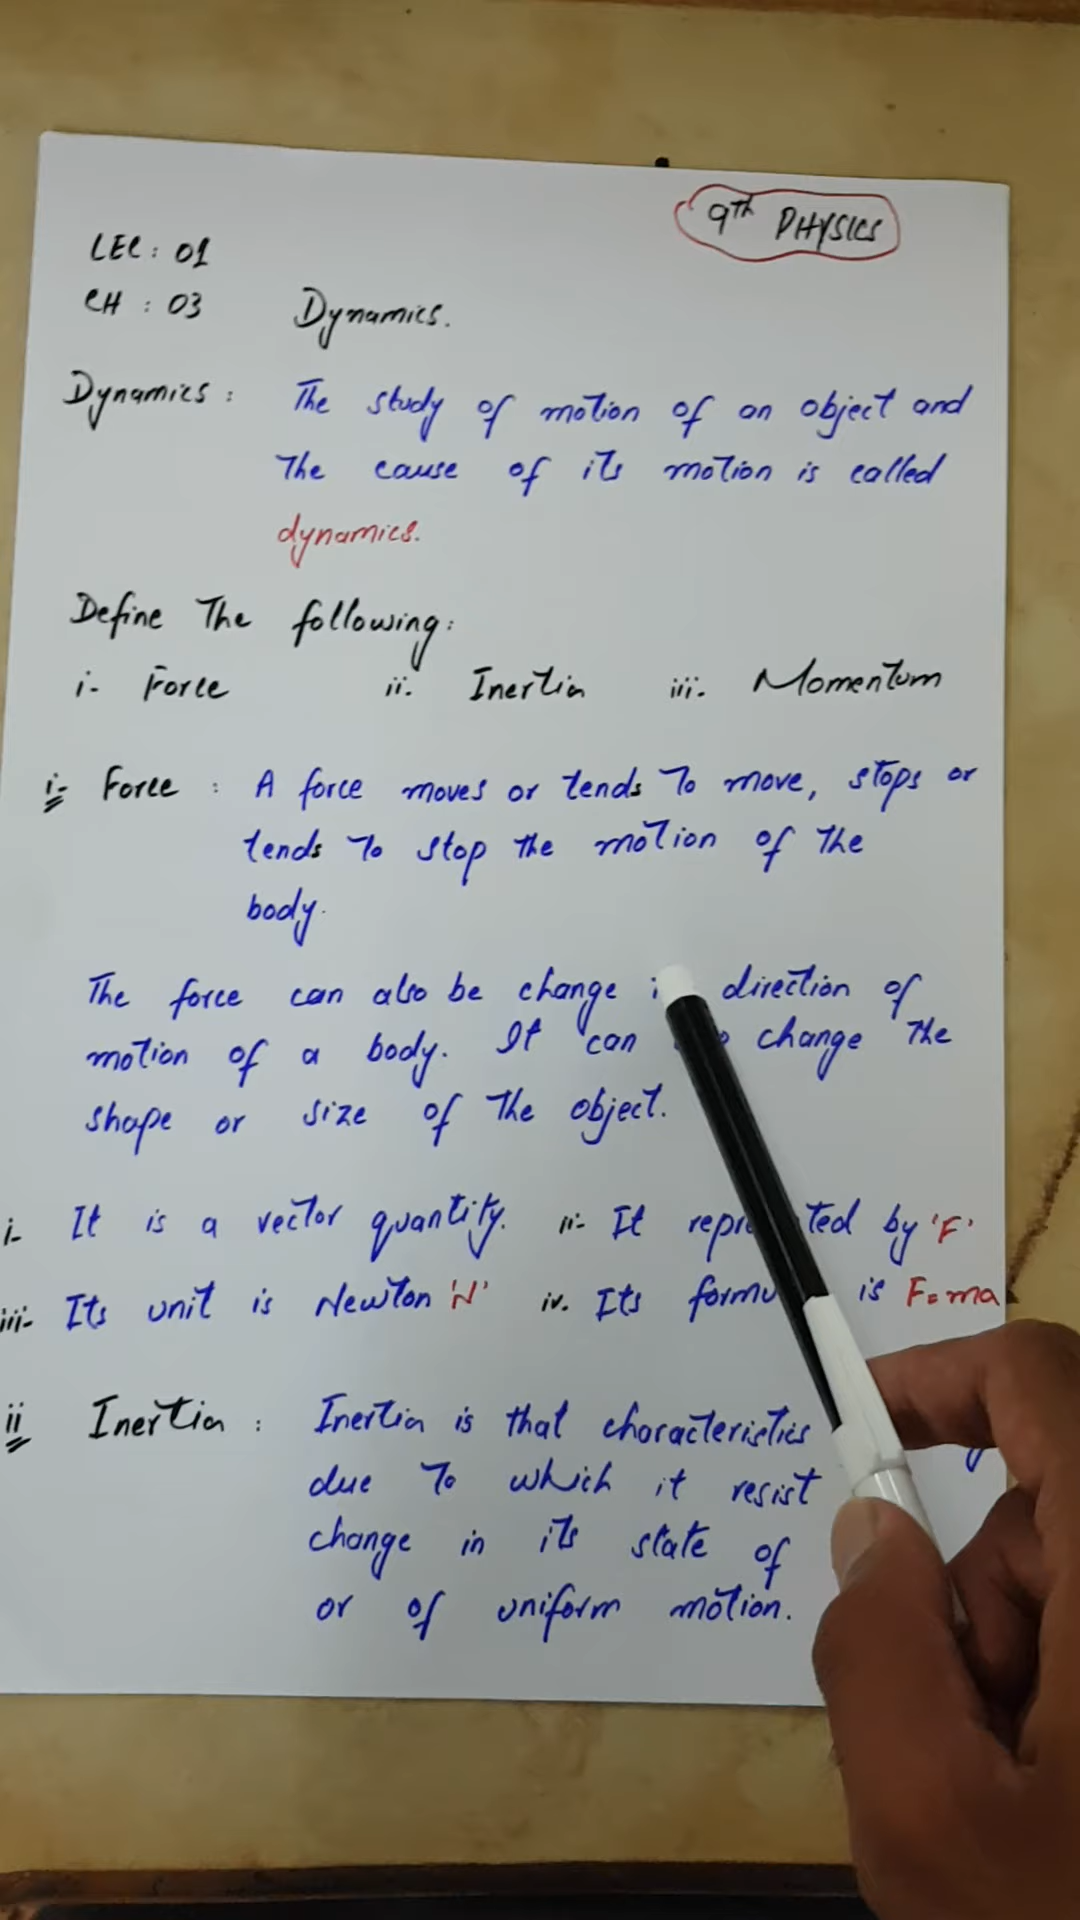 9th PHYSICS
LEC: 01
CH: 03 Dynamics.
Dynamics: The study of motion of an object and
The cause of its motion is called
dynamics.
Define The following:
i- Force ii. Inertia iii. Momentum
i- Force: A force moves or tends To move, stops or
tends To stop The motion of The
body.
The force can also be change direction of
motion of a body. It can change The
shape or size of The object.
i- It is a vector quantity. ii- It by 'F'
iii- Its unit is Newton 'N' iv. Its is F=ma
ii Inertia: Inertia is that characteristics
due To which it resist
change in its state of
or of uniform motion.